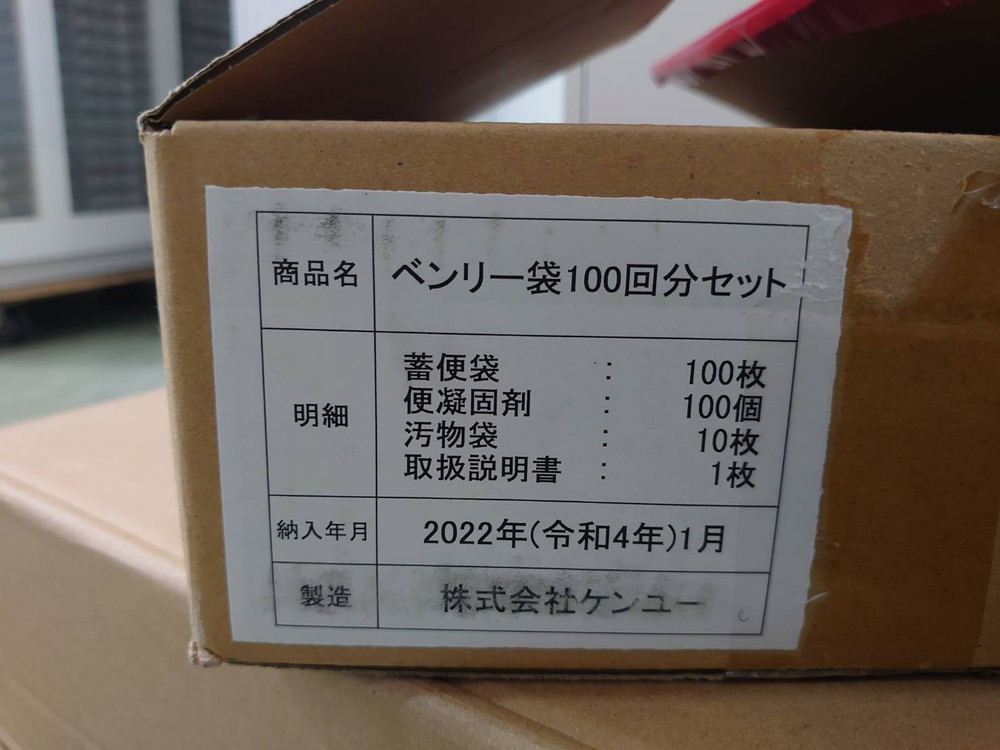 商品名 ベンリー袋100回分セット
明細
蓄便袋 : 100枚
便凝固剤 : 100個
汚物袋 : 10枚
取扱説明書 : 1枚
納入年月 2022年(令和4年)1月
製造 株式会社ケンユー